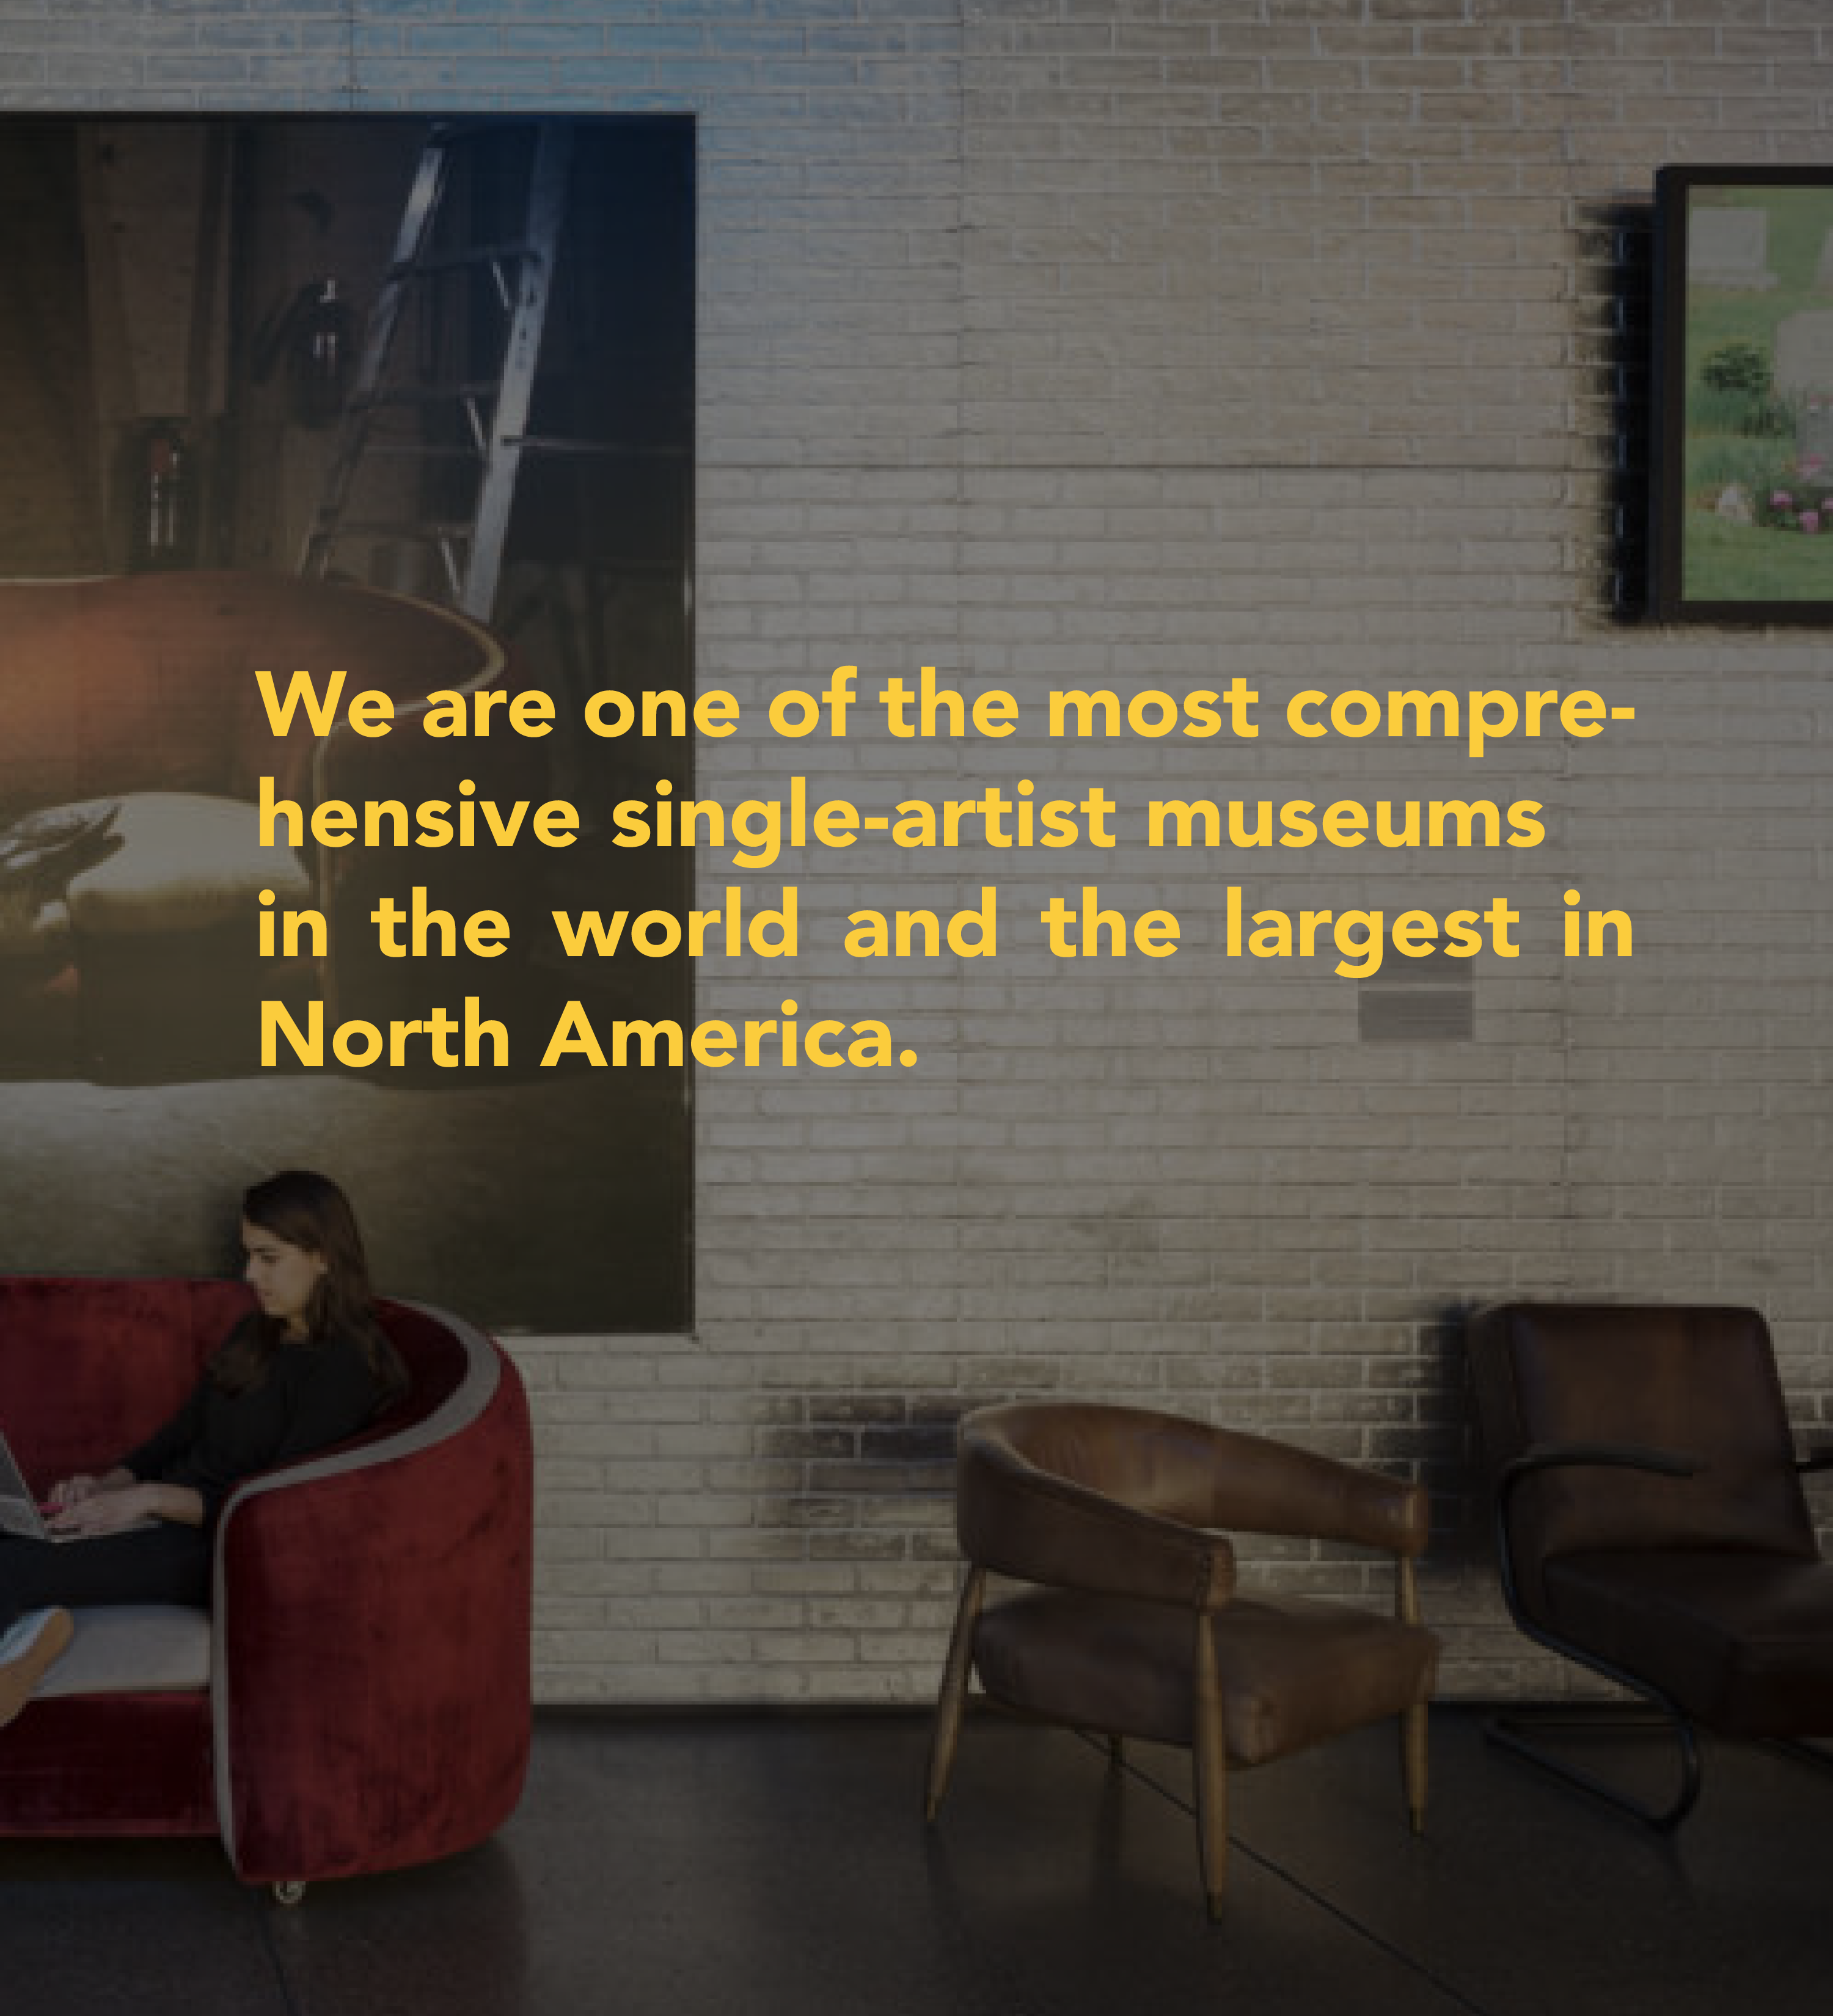 We are one of the most compre-
hensive single-artist museums
in the world and the largest in
North America.